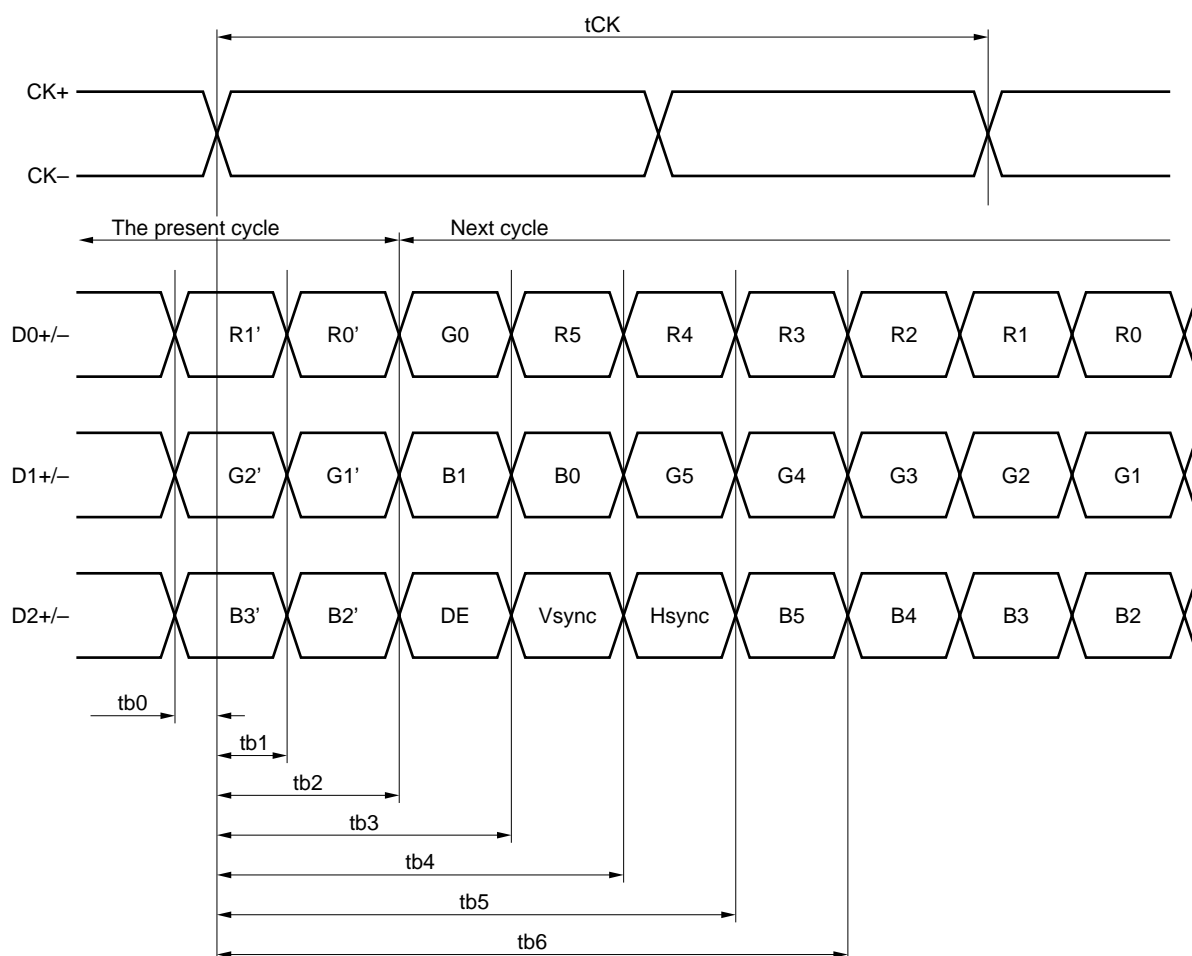 tCK
CK+
CK–
The present cycle Next cycle
D0+/– R1’ R0’ G0 R5 R4 R3 R2 R1 R0
D1+/– G2’ G1’ B1 B0 G5 G4 G3 G2 G1
D2+/– B3’ B2’ DE Vsync Hsync B5 B4 B3 B2
tb0
tb1
tb2
tb3
tb4
tb5
tb6